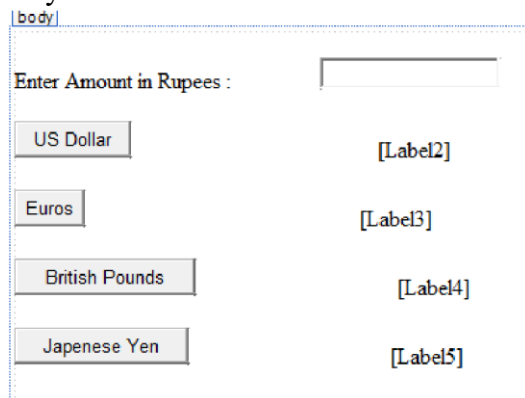 body
Enter Amount in Rupees :
US Dollar [Label2]
Euros [Label3]
British Pounds [Label4]
Japenese Yen [Label5]